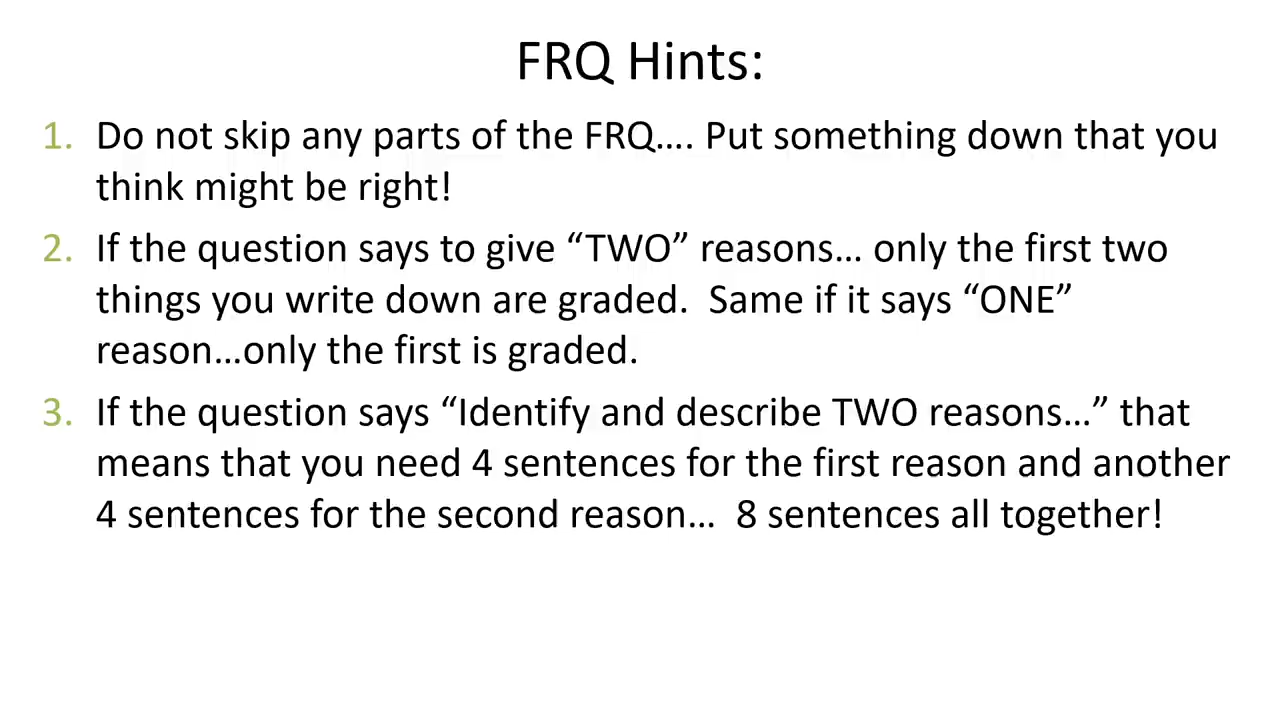 FRQ Hints:
1. Do not skip any parts of the FRQ…. Put something down that you
think might be right!
2. If the question says to give “TWO” reasons… only the first two
things you write down are graded.  Same if it says “ONE”
reason…only the first is graded.
3. If the question says “Identify and describe TWO reasons…” that
means that you need 4 sentences for the first reason and another
4 sentences for the second reason…  8 sentences all together!